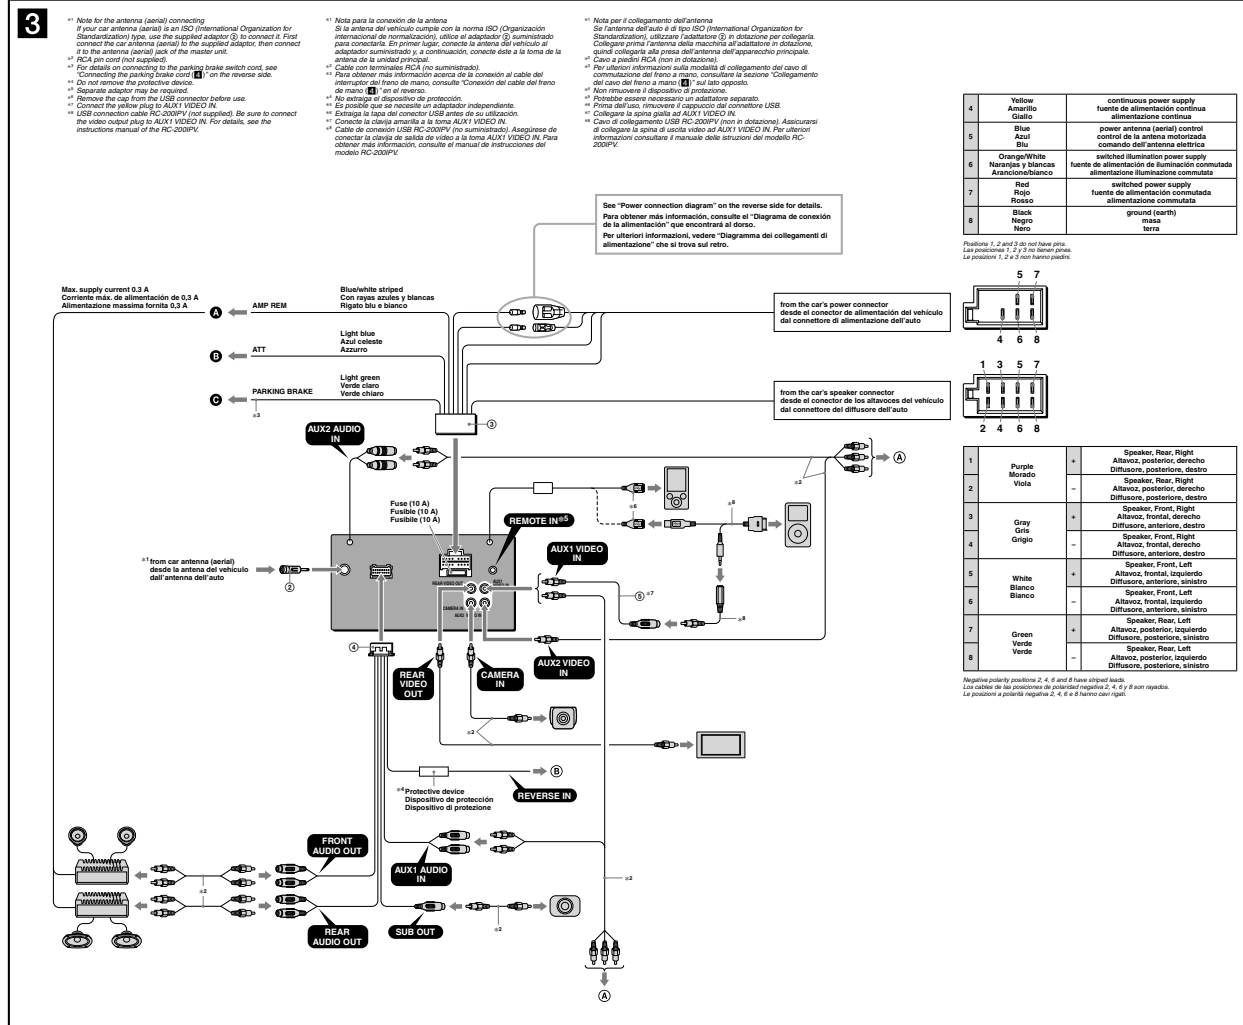 3
*1 Note for the antenna (aerial) connecting
If your car antenna (aerial) is an ISO (International Organization for
Standardization) type, use the supplied adaptor ② to connect it. First
connect the car antenna (aerial) to the supplied adaptor, then connect
it to the antenna (aerial) jack of the master unit.
*2 RCA pin cord (not supplied).
*3 For details on connecting to the parking brake switch cord, see
"Connecting the parking brake cord (4)" on the reverse side.
*4 Do not remove the protective device.
*5 Separate adaptor may be required.
*6 Remove the cap from the USB connector before use.
*7 Connect the yellow plug to AUX1 VIDEO IN.
*8 USB connection cable RC-200IPV (not supplied). Be sure to connect
the video output plug to AUX1 VIDEO IN. For details, see the
instructions manual of the RC-200IPV.
*1 Nota para la conexión de la antena
Si la antena del vehículo cumple con la norma ISO (Organización
internacional de normalización), utilice el adaptador ② suministrado
para conectarla. En primer lugar, conecte la antena del vehículo al
adaptador suministrado y, a continuación, conecte éste a la toma de la
antena de la unidad principal.
*2 Cable con terminales RCA (no suministrado).
*3 Para obtener más información acerca de la conexión al cable del
interruptor del freno de mano, consulte "Conexión del cable del freno
de mano (4)" en el reverso.
*4 No extraiga el dispositivo de protección.
*5 Es posible que se necesite un adaptador independiente.
*6 Extraiga la tapa del conector USB antes de su utilización.
*7 Conecte la clavija amarilla a la toma AUX1 VIDEO IN.
*8 Cable de conexión USB RC-200IPV (no suministrado). Asegúrese de
conectar la clavija de salida de vídeo a la toma AUX1 VIDEO IN. Para
obtener más información, consulte el manual de instrucciones del
modelo RC-200IPV.
*1 Nota per il collegamento dell'antenna
Se l'antenna dell'auto è di tipo ISO (International Organization for
Standardization), utilizzare l'adattatore ② in dotazione per collegarla.
Collegare prima l'antenna della macchina all'adattatore in dotazione,
quindi collegarla alla presa dell'antenna dell'apparecchio principale.
*2 Cavo a piedini RCA (non in dotazione).
*3 Per ulteriori informazioni sulla modalità di collegamento del cavo di
commutazione del freno a mano, consultare la sezione "Collegamento
del cavo del freno a mano (4)" sul lato opposto.
*4 Non rimuovere il dispositivo di protezione.
*5 Potrebbe essere necessario un adattatore separato.
*6 Prima dell'uso, rimuovere il cappuccio dal connettore USB.
*7 Collegare la spina gialla ad AUX1 VIDEO IN.
*8 Cavo di collegamento USB RC-200IPV (non in dotazione). Assicurarsi
di collegare la spina di uscita video ad AUX1 VIDEO IN. Per ulteriori
informazioni consultare il manuale delle istruzioni del modello RC-
200IPV.
4
Yellow
Amarillo
Giallo
continuous power supply
fuente de alimentación continua
alimentazione continua
5
Blue
Azul
Blu
power antenna (aerial) control
control de la antena motorizada
comando dell'antenna elettrica
6
Orange/White
Naranjas y blancas
Arancione/bianco
switched illumination power supply
fuente de alimentación de iluminación conmutada
alimentazione illuminazione commutata
7
Red
Rojo
Rosso
switched power supply
fuente de alimentación conmutada
alimentazione commutata
8
Black
Negro
Nero
ground (earth)
masa
terra
Positions 1, 2 and 3 do not have pins.
Las posiciones 1, 2 y 3 no tienen pines.
Le posizioni 1, 2 e 3 non hanno piedini.
See "Power connection diagram" on the reverse side for details.
Para obtener más información, consulte el "Diagrama de conexión
de la alimentación" que encontrará al dorso.
Per ulteriori informazioni, vedere "Diagramma dei collegamenti di
alimentazione" che si trova sul retro.
Max. supply current 0.3 A
Corriente máx. de alimentación de 0,3 A
Alimentazione massima fornita 0,3 A
A
AMP REM
Blue/white striped
Con rayas azules y blancas
Rigato blu e bianco
B
ATT
Light blue
Azul celeste
Azzurro
C
PARKING BRAKE
Light green
Verde claro
Verde chiaro
*3
③
from the car's power connector
desde el conector de alimentación del vehículo
dal connettore di alimentazione dell'auto
5 7
4 6 8
from the car's speaker connector
desde el conector de los altavoces del vehículo
dal connettore del diffusore dell'auto
1 3 5 7
2 4 6 8
1
2
Purple
Morado
Viola
+
Speaker, Rear, Right
Altavoz, posterior, derecho
Diffusore, posteriore, destro
–
Speaker, Rear, Right
Altavoz, posterior, derecho
Diffusore, posteriore, destro
3
4
Gray
Gris
Grigio
+
Speaker, Front, Right
Altavoz, frontal, derecho
Diffusore, anteriore, destro
–
Speaker, Front, Right
Altavoz, frontal, derecho
Diffusore, anteriore, destro
5
6
White
Blanco
Bianco
+
Speaker, Front, Left
Altavoz, frontal, izquierdo
Diffusore, anteriore, sinistro
–
Speaker, Front, Left
Altavoz, frontal, izquierdo
Diffusore, anteriore, sinistro
7
8
Green
Verde
Verde
+
Speaker, Rear, Left
Altavoz, posterior, izquierdo
Diffusore, posteriore, sinistro
–
Speaker, Rear, Left
Altavoz, posterior, izquierdo
Diffusore, posteriore, sinistro
Negative polarity positions 2, 4, 6 and 8 have striped leads.
Los cables de las posiciones de polaridad negativa 2, 4, 6 y 8 son rayados.
Le posizioni a polarità negativa 2, 4, 6 e 8 hanno cavi rigati.
AUX2 AUDIO
IN
Ⓐ
*2
Fuse (10 A)
Fusible (10 A)
Fusibile (10 A)
REMOTE IN*5
*6
*8
AUX1 VIDEO
IN
*1 from car antenna (aerial)
desde la antena del vehículo
dall'antenna dell'auto
②
REAR VIDEO OUT
CAMERA IN
⑤ *7
*8
④
REAR
VIDEO
OUT
CAMERA
IN
AUX2 VIDEO
IN
*2
*4 Protective device
Dispositivo de protección
Dispositivo di protezione
Ⓑ
REVERSE IN
FRONT
AUDIO OUT
AUX1 AUDIO
IN
*2
*2
*2
REAR
AUDIO OUT
SUB OUT
*2
Ⓐ